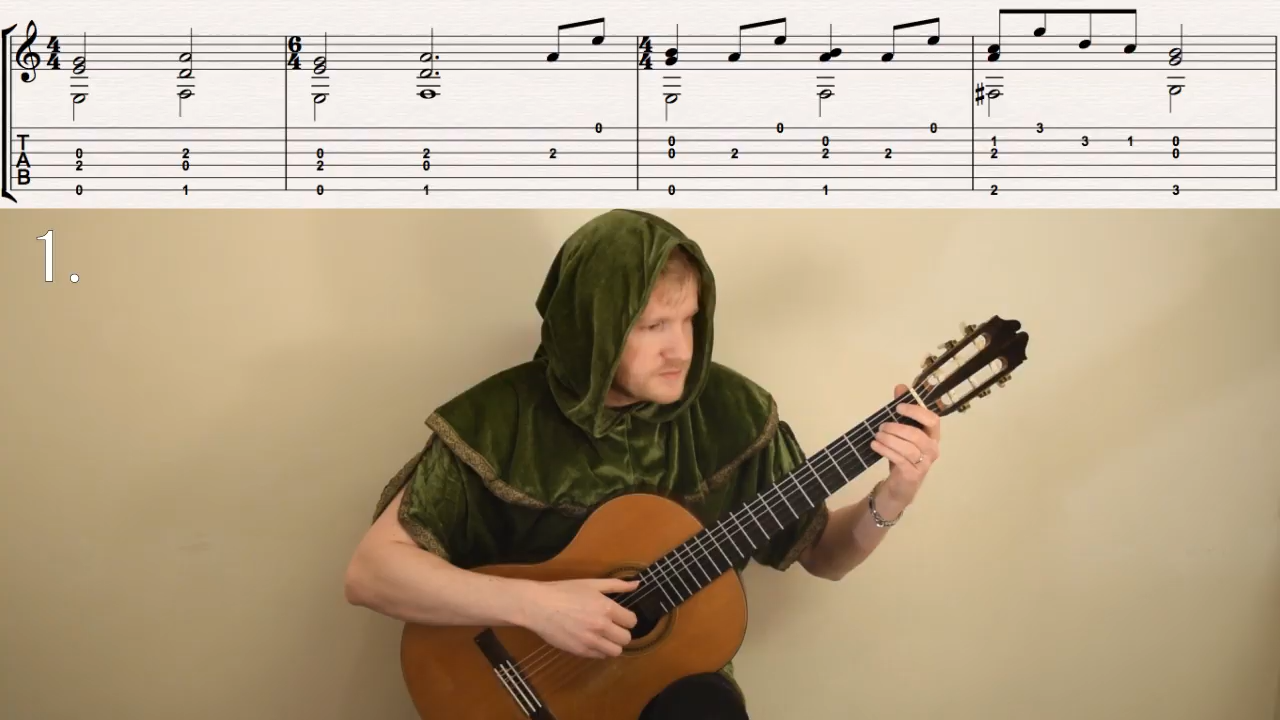 4 6 4
4 4 4
0 0 3
T 0 0 1 3 1 0
A 0 2 0 2 2 0 2 2 2 2 0
B 2 0 2 0
0 1 0 1 0 1 2 3
1.